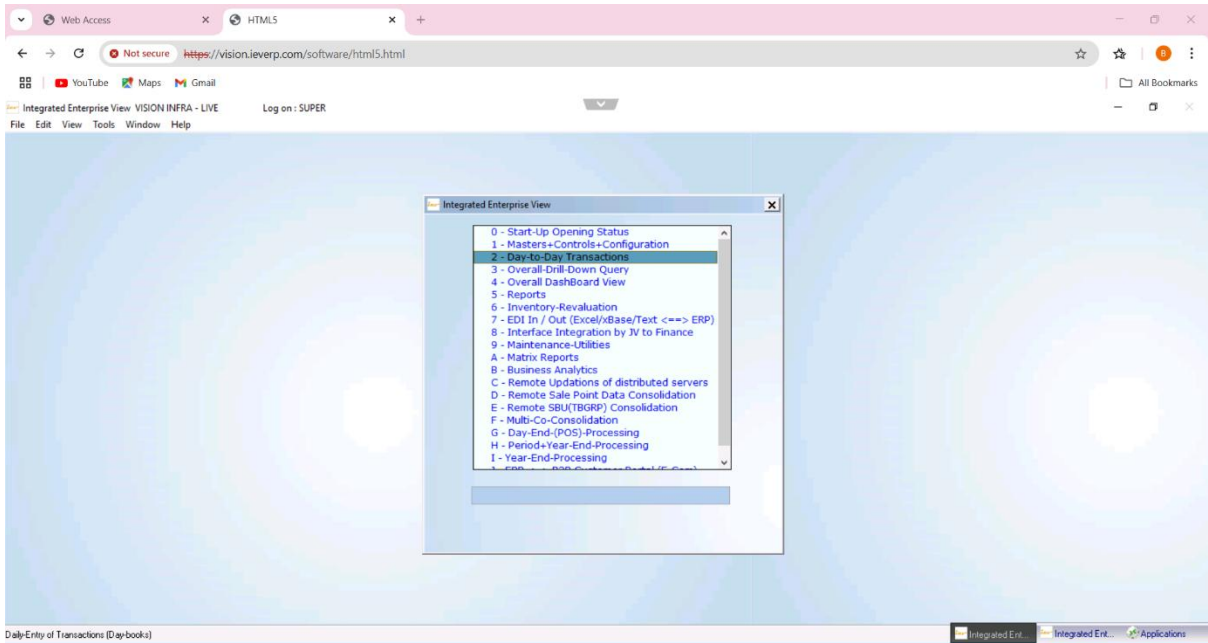 Web Access
HTML5
Not secure https://vision.ieverp.com/software/html5.html
B
YouTube Maps Gmail
All Bookmarks
Integrated Enterprise View VISION INFRA - LIVE Log on : SUPER
File Edit View Tools Window Help
Integrated Enterprise View
0 - Start-Up Opening Status
1 - Masters+Controls+Configuration
2 - Day-to-Day Transactions
3 - Overall-Drill-Down Query
4 - Overall DashBoard View
5 - Reports
6 - Inventory-Revaluation
7 - EDI In / Out (Excel/xBase/Text <==> ERP)
8 - Interface Integration by JV to Finance
9 - Maintenance-Utilities
A - Matrix Reports
B - Business Analytics
C - Remote Updations of distributed servers
D - Remote Sale Point Data Consolidation
E - Remote SBU(TBGRP) Consolidation
F - Multi-Co-Consolidation
G - Day-End-(POS)-Processing
H - Period+Year-End-Processing
I - Year-End-Processing
Daily-Entry of Transactions (Day-books)
Integrated Ent... Integrated Ent... Applications